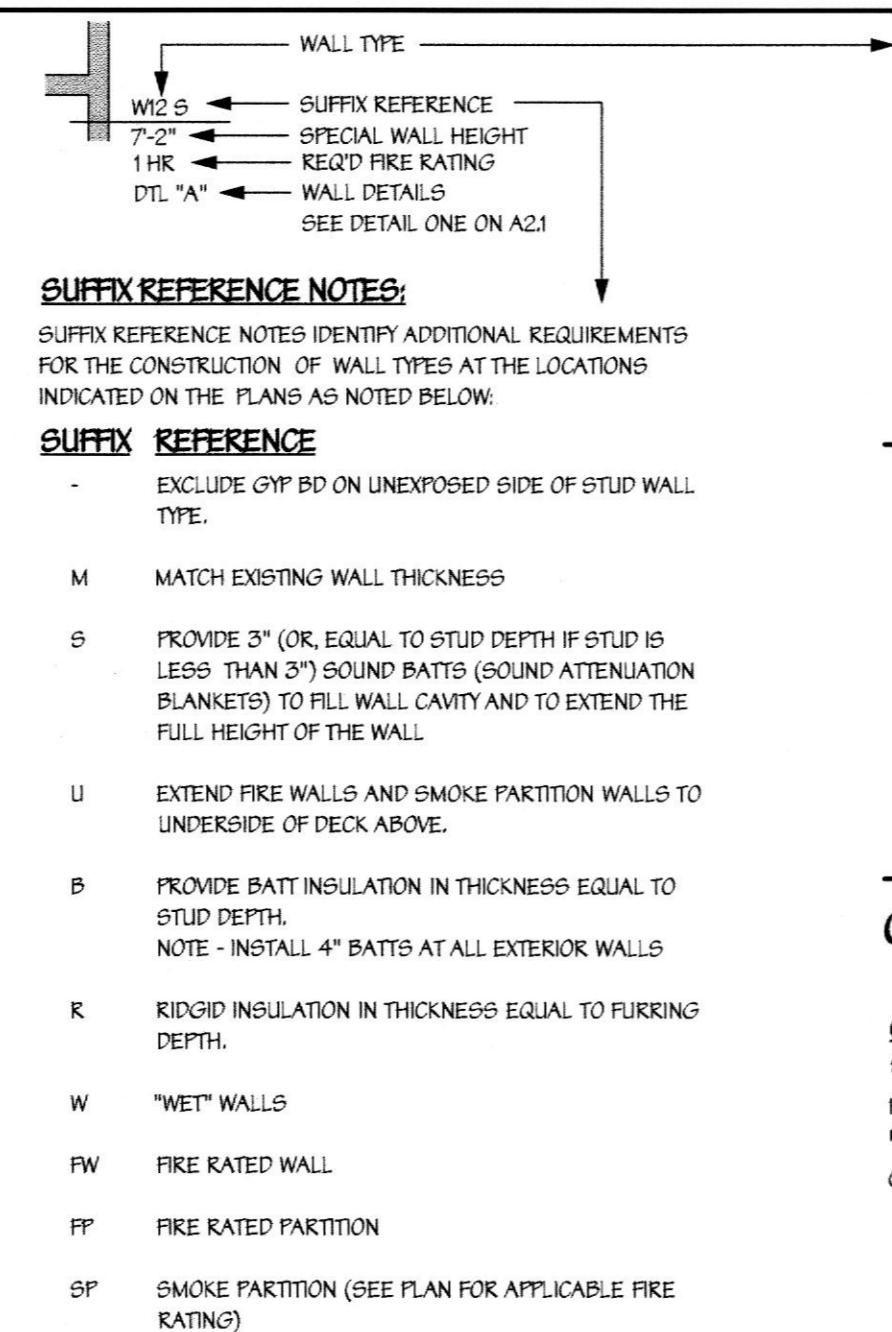 WALL TYPE
W12 S SUFFIX REFERENCE
7'-2" SPECIAL WALL HEIGHT
1 HR REQ'D FIRE RATING
DTL "A" WALL DETAILS
SEE DETAIL ONE ON A2.1
SUFFIX REFERENCE NOTES:
SUFFIX REFERENCE NOTES IDENTIFY ADDITIONAL REQUIREMENTS
FOR THE CONSTRUCTION OF WALL TYPES AT THE LOCATIONS
INDICATED ON THE PLANS AS NOTED BELOW:
SUFFIX REFERENCE
- EXCLUDE GYP BD ON UNEXPOSED SIDE OF STUD WALL
TYPE.
M MATCH EXISTING WALL THICKNESS
S PROVIDE 3" (OR, EQUAL TO STUD DEPTH IF STUD IS
LESS THAN 3") SOUND BATTS (SOUND ATTENUATION
BLANKETS) TO FILL WALL CAVITY AND TO EXTEND THE
FULL HEIGHT OF THE WALL
U EXTEND FIRE WALLS AND SMOKE PARTITION WALLS TO
UNDERSIDE OF DECK ABOVE.
B PROVIDE BATT INSULATION IN THICKNESS EQUAL TO
STUD DEPTH.
NOTE - INSTALL 4" BATTS AT ALL EXTERIOR WALLS
R RIDGID INSULATION IN THICKNESS EQUAL TO FURRING
DEPTH.
W "WET" WALLS
FW FIRE RATED WALL
FP FIRE RATED PARTITION
SP SMOKE PARTITION (SEE PLAN FOR APPLICABLE FIRE
RATING)